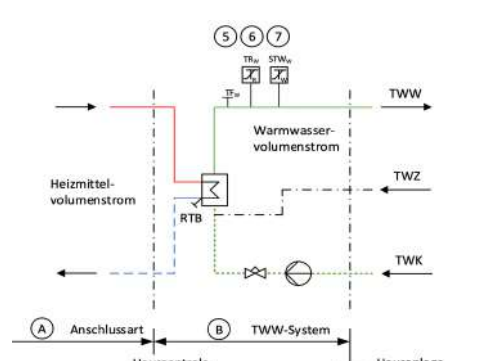 5 6 7
TRW STWW
TFW
TWW
Warmwasser-
volumenstrom
Heizmittel-
volumenstrom
TWZ
RTB
TWK
A Anschlussart
B TWW-System